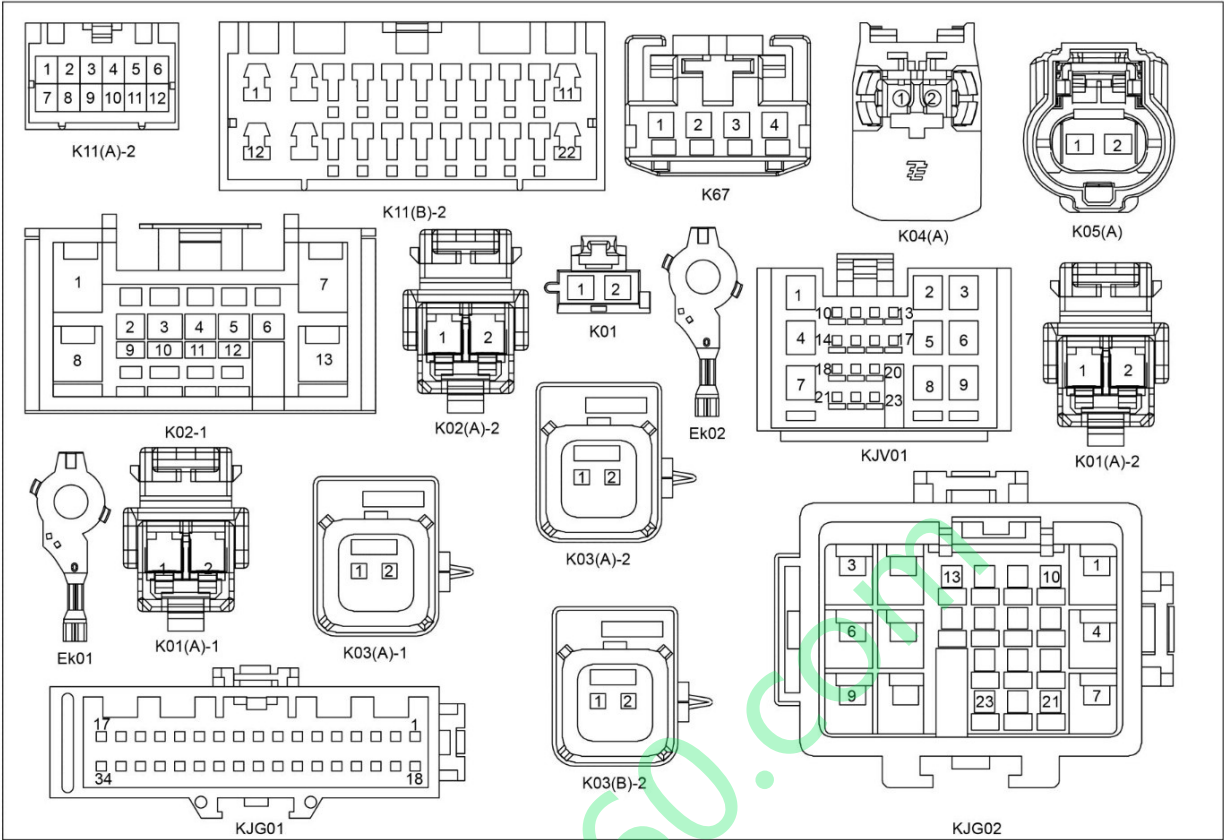 1 2 3 4 5 6
7 8 9 10 11 12
K11(A)-2
1 11
12 22
K11(B)-2
1 2 3 4
K67
1 2
K04(A)
1 2
K05(A)
1 7
2 3 4 5 6
9 10 11 12
8 13
K02-1
1 2
K02(A)-2
1 2
K01
0
Ek02
1 2 3
10 13
4 14 17 5 6
18 20
7 8 9
21 23
KJV01
1 2
K01(A)-2
0
Ek01
1 2
K01(A)-1
1 2
K03(A)-1
1 2
K03(A)-2
1 2
K03(B)-2
17 1
34 18
KJG01
3 13 10 1
6 4
9 23 21 7
KJG02
60.com